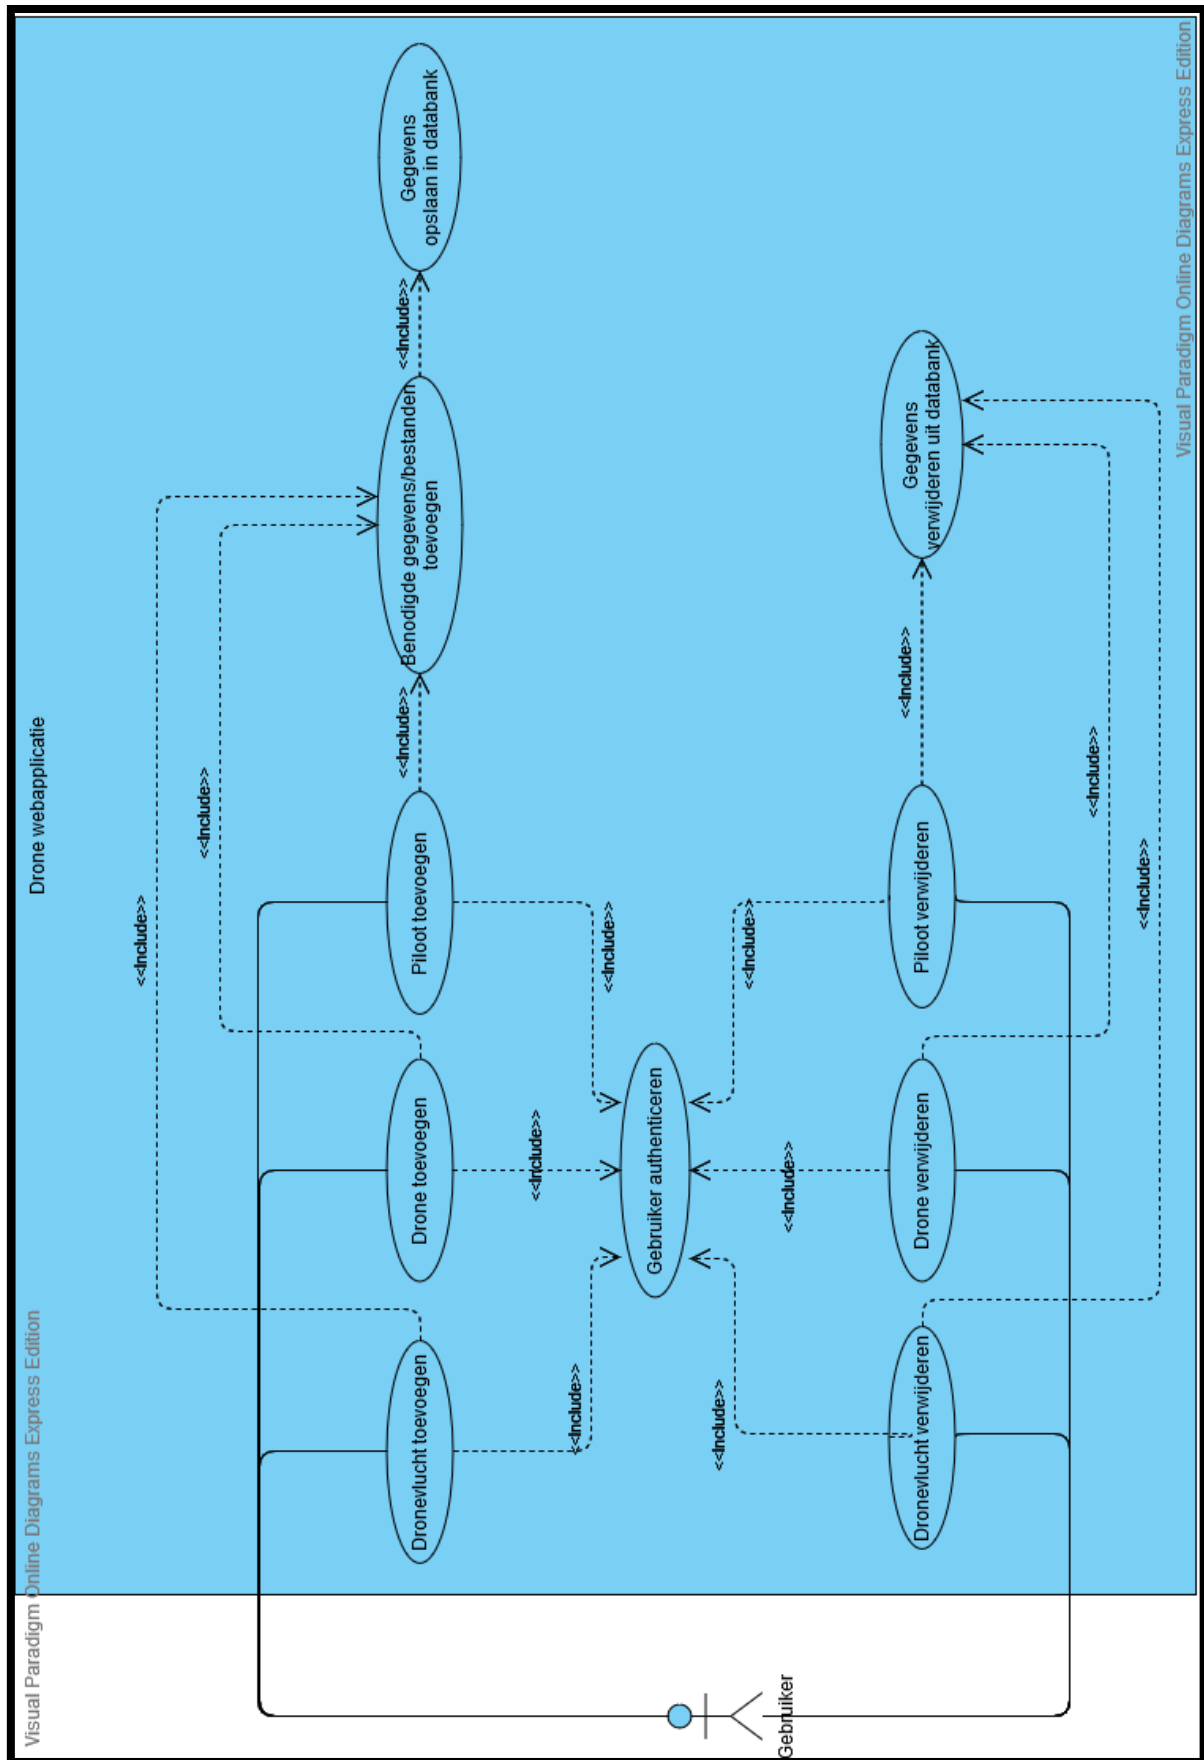 Visual Paradigm Online Diagrams Express Edition
Drone webapplicatie
<<Include>>
<<Include>>
Dronevlucht toevoegen
Drone toevoegen
Piloot toevoegen
<<Include>>
Benodigde gegevens/bestanden
toevoegen
<<Include>>
Gegevens
opslaan in databank
<<Include>>
<<Include>>
<<Include>>
Gebruiker authenticeren
<<Include>>
<<Include>>
<<Include>>
Gebruiker
Dronevlucht verwijderen
Drone verwijderen
Piloot verwijderen
<<Include>>
Gegevens
verwijderen uit databank
<<Include>>
<<Include>>
Visual Paradigm Online Diagrams Express Edition